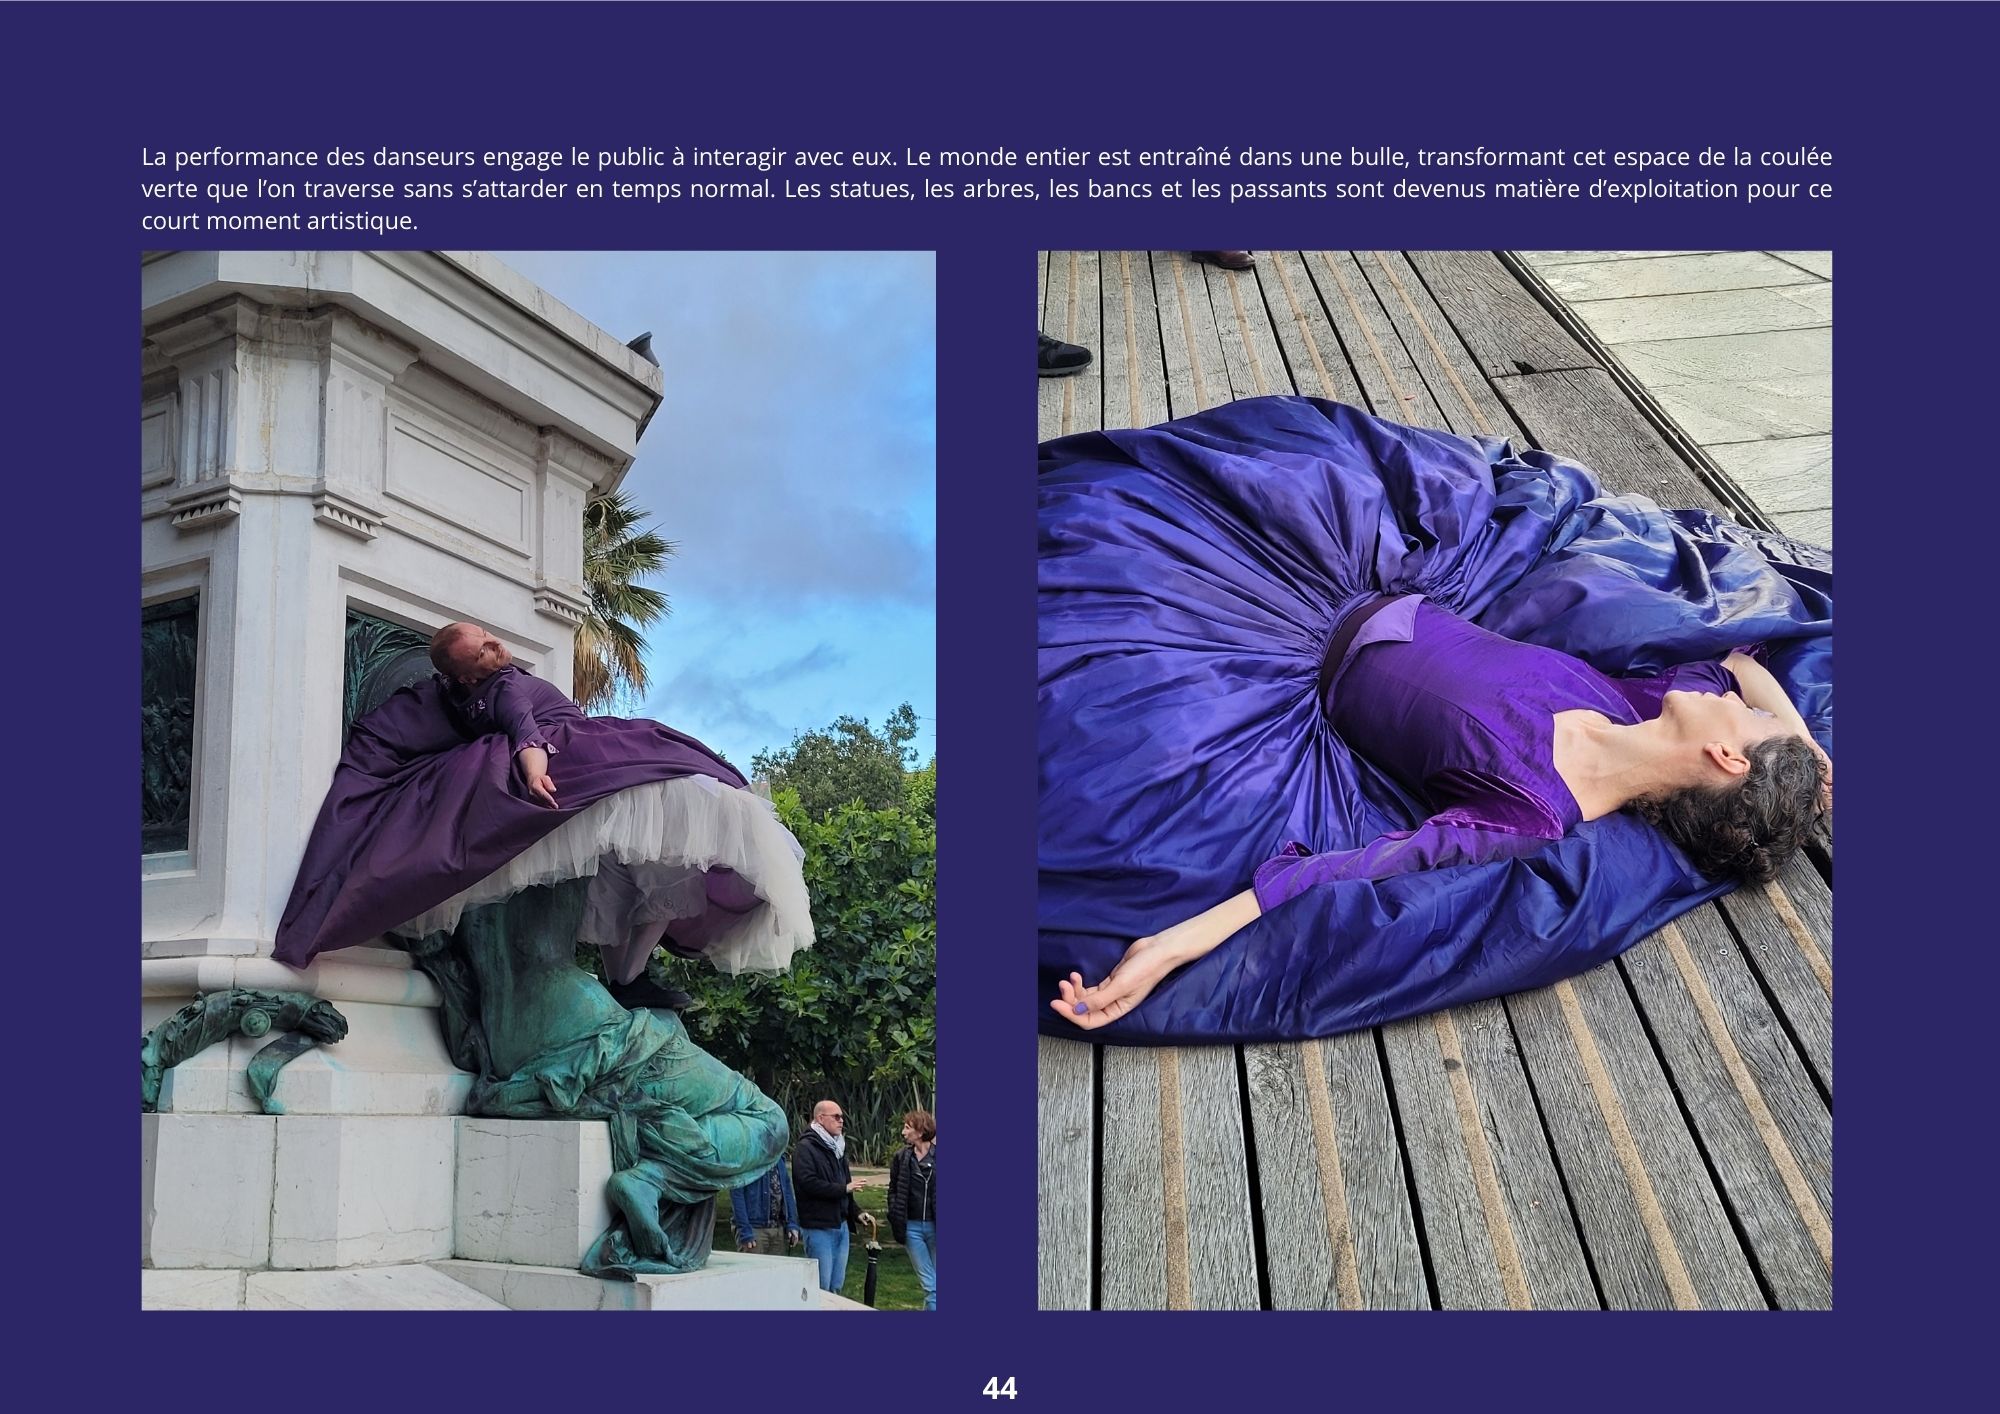 La performance des danseurs engage le public à interagir avec eux. Le monde entier est entraîné dans une bulle, transformant cet espace de la coulée
verte que l’on traverse sans s’attarder en temps normal. Les statues, les arbres, les bancs et les passants sont devenus matière d’exploitation pour ce
court moment artistique.
44